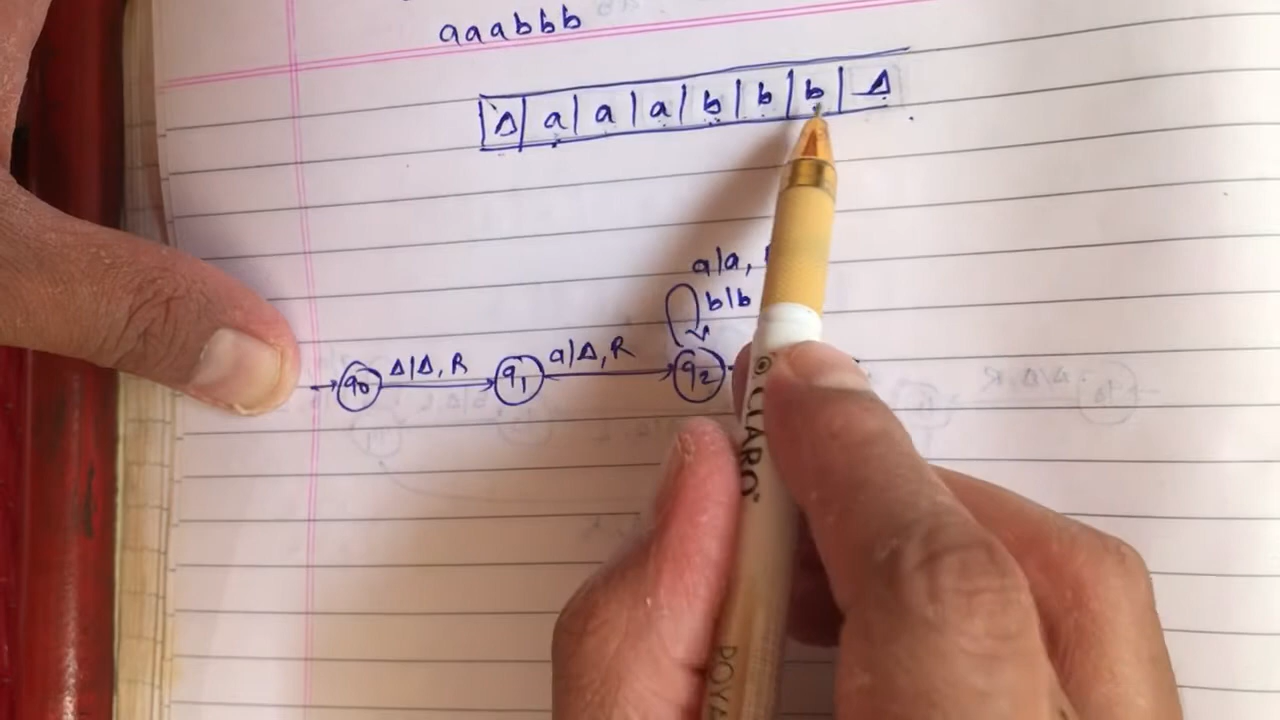 aaabbb
Δ|a|a|a|b|b|b|Δ
a|a,
b|b
Δ|Δ, R
a|Δ, R
q0
q1
q2
CLARO